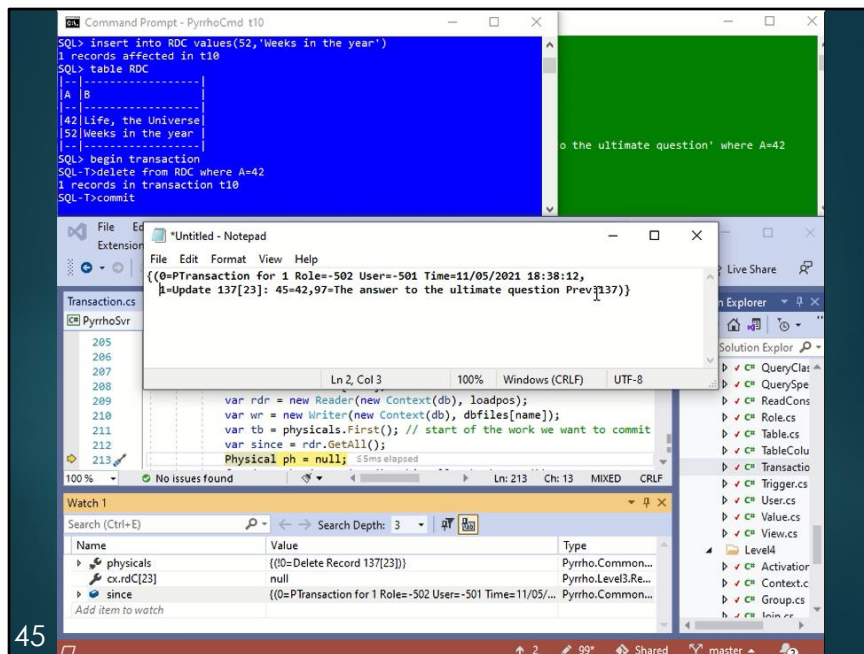 Command Prompt - PyrrhoCmd t10
SQL> insert into RDC values(52,'Weeks in the year')
1 records affected in t10
SQL> table RDC
|--|------------------|
|A |B                 |
|--|------------------|
|42|Life, the Universe|
|52|Weeks in the year |
|--|------------------|
SQL> begin transaction
SQL-T>delete from RDC where A=42
1 records in transaction t10
SQL-T>commit
o the ultimate question' where A=42
File Ed
Extension
*Untitled - Notepad
File Edit Format View Help
{(0=PTransaction for 1 Role=-502 User=-501 Time=11/05/2021 18:38:12,
1=Update 137[23]: 45=42,97=The answer to the ultimate question Prev:137)}
Ln 2, Col 3 100% Windows (CRLF) UTF-8
Live Share
Transaction.cs
PyrrhoSvr
205
206
207
208
209 var rdr = new Reader(new Context(db), loadpos);
210 var wr = new Writer(new Context(db), dbfiles[name]);
211 var tb = physicals.First(); // start of the work we want to commit
212 var since = rdr.GetAll();
213 Physical ph = null; ≤5ms elapsed
100 % No issues found Ln: 213 Ch: 13 MIXED CRLF
n Explorer
Solution Explor
C# QueryClas
C# QuerySpe
C# ReadCons
C# Role.cs
C# Table.cs
C# TableColu
C# Transactio
C# Trigger.cs
C# User.cs
C# Value.cs
C# View.cs
Level4
C# Activation
C# Context.c
C# Group.cs
C# Join.cs
Watch 1
Search (Ctrl+E) Search Depth: 3
Name Value Type
physicals {(!0=Delete Record 137[23])} Pyrrho.Common...
cx.rdC[23] null Pyrrho.Level3.Re...
since {(0=PTransaction for 1 Role=-502 User=-501 Time=11/05/... Pyrrho.Common...
Add item to watch
45
2 99* Shared master 2